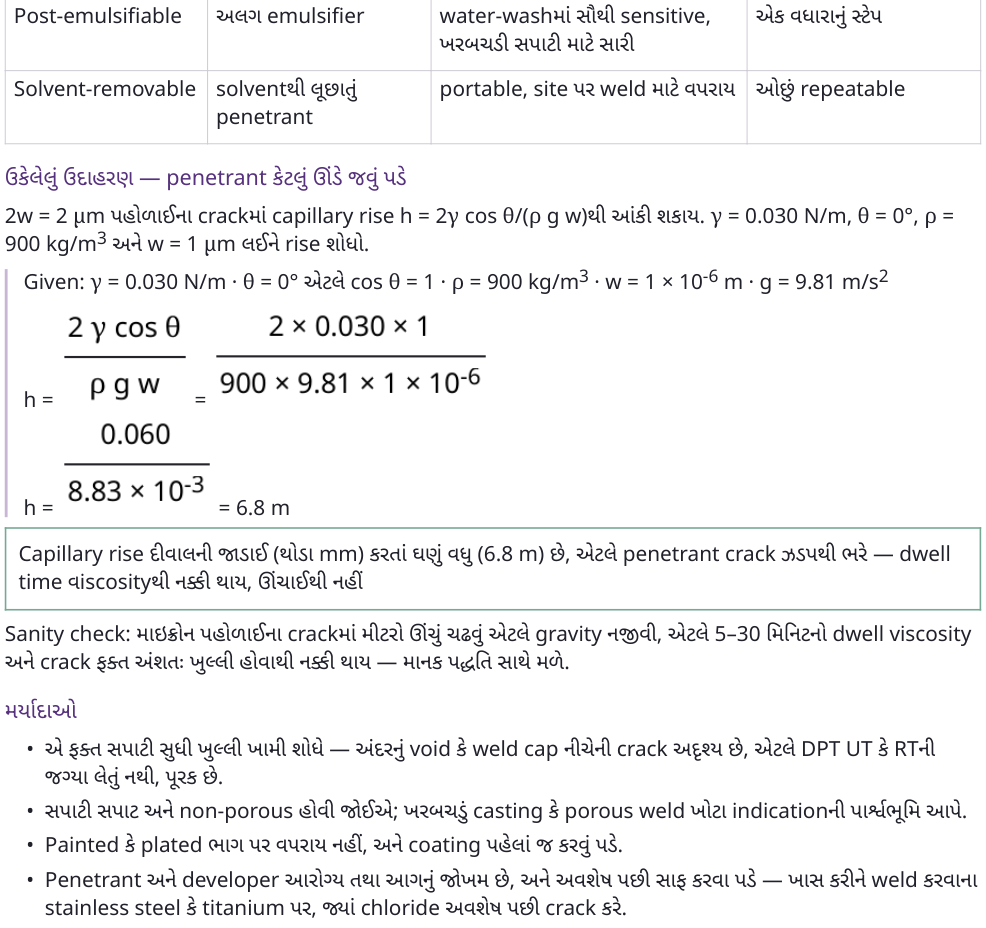 Post-emulsifiable અલગ emulsifier water-washમાં સૌથી sensitive, એક વધારાનું સ્ટેપ
ખરબચડી સપાટી માટે સારી
Solvent-removable solventથી લૂછાતું portable, site પર weld માટે વપરાય ઓછું repeatable
penetrant
ઉકેલેલું ઉદાહરણ — penetrant કેટલું ઊંડે જવું પડે
2w = 2 µm પહોળાઈના crackમાં capillary rise h = 2γ cos θ/(ρ g w)થી આંકી શકાય. γ = 0.030 N/m, θ = 0°, ρ =
900 kg/m³ અને w = 1 µm લઈને rise શોધો.
Given: γ = 0.030 N/m · θ = 0° એટલે cos θ = 1 · ρ = 900 kg/m³ · w = 1 × 10⁻⁶ m · g = 9.81 m/s²
2 γ cos θ 2 × 0.030 × 1
h = ρ g w = 900 × 9.81 × 1 × 10⁻⁶
0.060
h = 8.83 × 10⁻³ = 6.8 m
Capillary rise દીવાલની જાડાઈ (થોડા mm) કરતાં ઘણું વધુ (6.8 m) છે, એટલે penetrant crack ઝડપથી ભરે — dwell
time વiscosityથી નક્કી થાય, ઊંચાઈથી નહીં
Sanity check: માઇક્રોન પહોળાઈના crackમાં મીટરો ઊંચું ચઢવું એટલે gravity નજીવી, એટલે 5–30 મિનિટનો dwell viscosity
અને crack ફક્ત અંશતઃ ખુલ્લી હોવાથી નક્કી થાય — માનક પદ્ધતિ સાથે મળે.
મર્યાદાઓ
• એ ફક્ત સપાટી સુધી ખુલ્લી ખામી શોધે — અંદરનું void કે weld cap નીચેની crack અદૃશ્ય છે, એટલે DPT UT કે RTની
જગ્યા લેતું નથી, પૂરક છે.
• સપાટી સપાટ અને non-porous હોવી જોઈએ; ખરબચડું casting કે porous weld ખોટા indicationની પાર્શ્વભૂમિ આપે.
• Painted કે plated ભાગ પર વપરાય નહીં, અને coating પહેલાં જ કરવું પડે.
• Penetrant અને developer આરોગ્ય તથા આગનું જોખમ છે, અને અવશેષ પછી સાફ કરવા પડે — ખાસ કરીને weld કરવાના
stainless steel કે titanium પર, જ્યાં chloride અવશેષ પછી crack કરે.